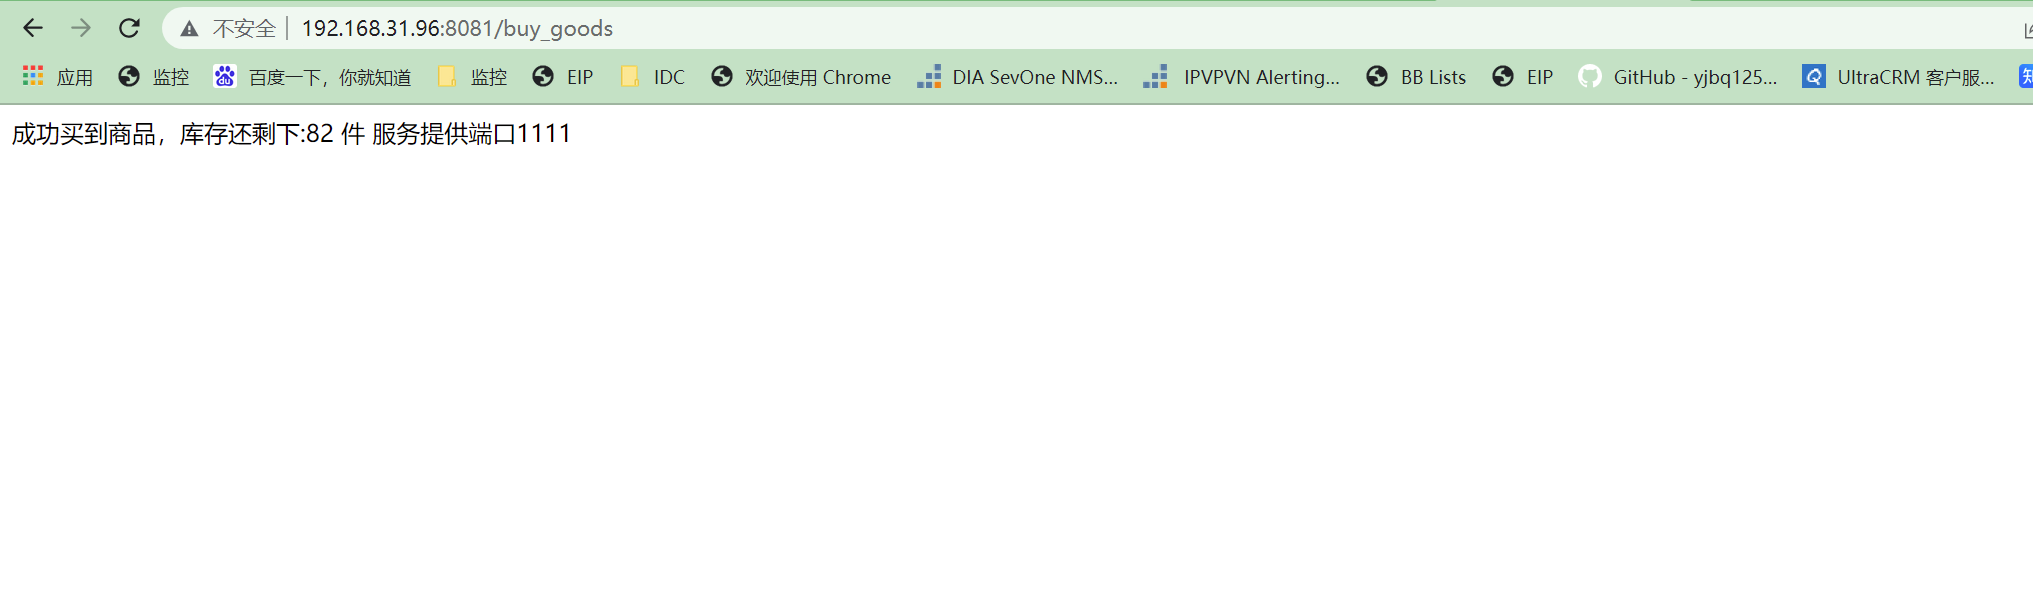 不安全 192.168.31.96:8081/buy_goods
应用 监控 百度一下，你就知道 监控 EIP IDC 欢迎使用 Chrome DIA SevOne NMS... IPVPVN Alerting... BB Lists EIP GitHub - yjbq125... UltraCRM 客户服... 知
成功买到商品，库存还剩下:82 件 服务提供端口1111